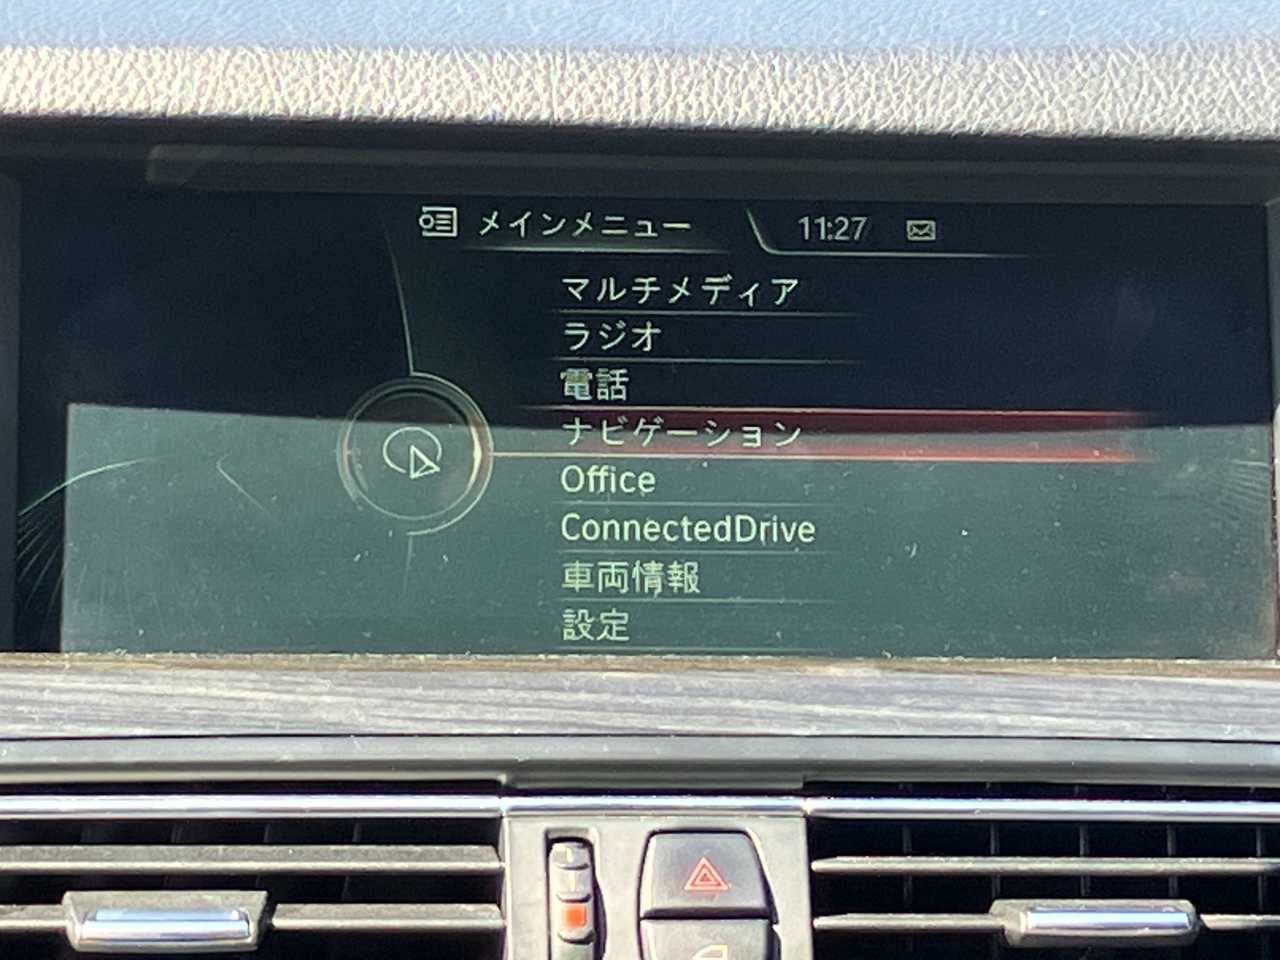 メインメニュー 11:27
マルチメディア
ラジオ
電話
ナビゲーション
Office
ConnectedDrive
車両情報
設定